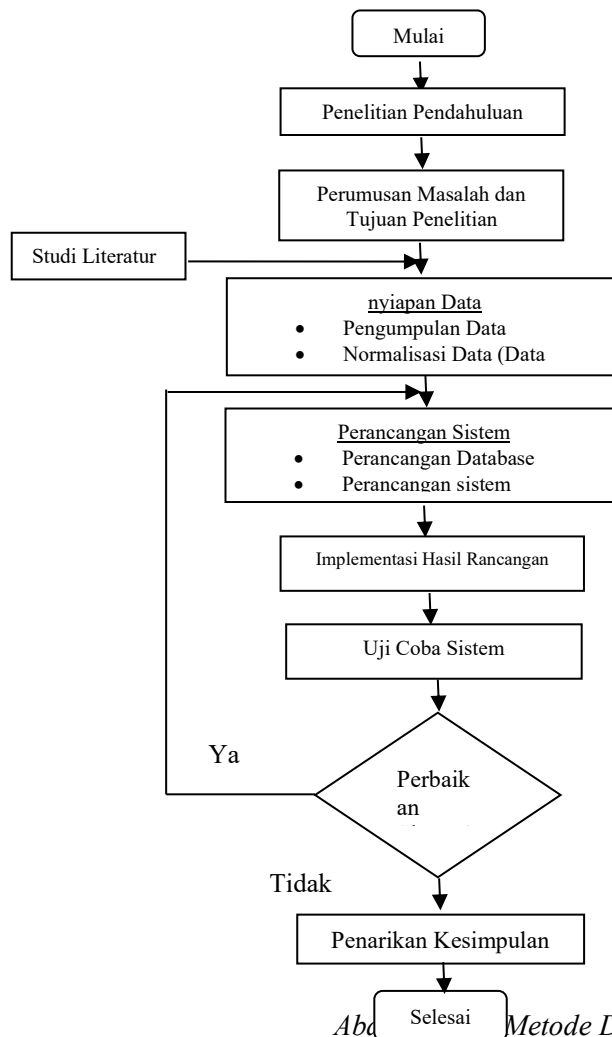 Mulai
Penelitian Pendahuluan
Perumusan Masalah dan
Tujuan Penelitian
Studi Literatur
nyiapan Data
• Pengumpulan Data
• Normalisasi Data (Data
Perancangan Sistem
• Perancangan Database
• Perancangan sistem
Implementasi Hasil Rancangan
Uji Coba Sistem
Ya
Perbaik
an
Tidak
Penarikan Kesimpulan
Selesai
Metode